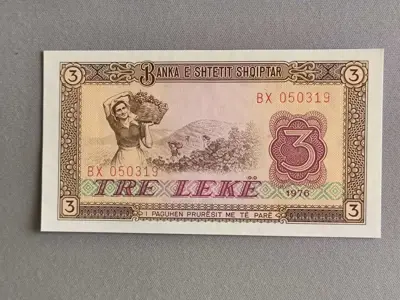 3 BANKA E SHTETIT SHQIPTAR 3
BX 050319
3
BX 050319
TRE LEKË
1976
3 I PAGUHEN PRURËSIT ME TË PARË 3